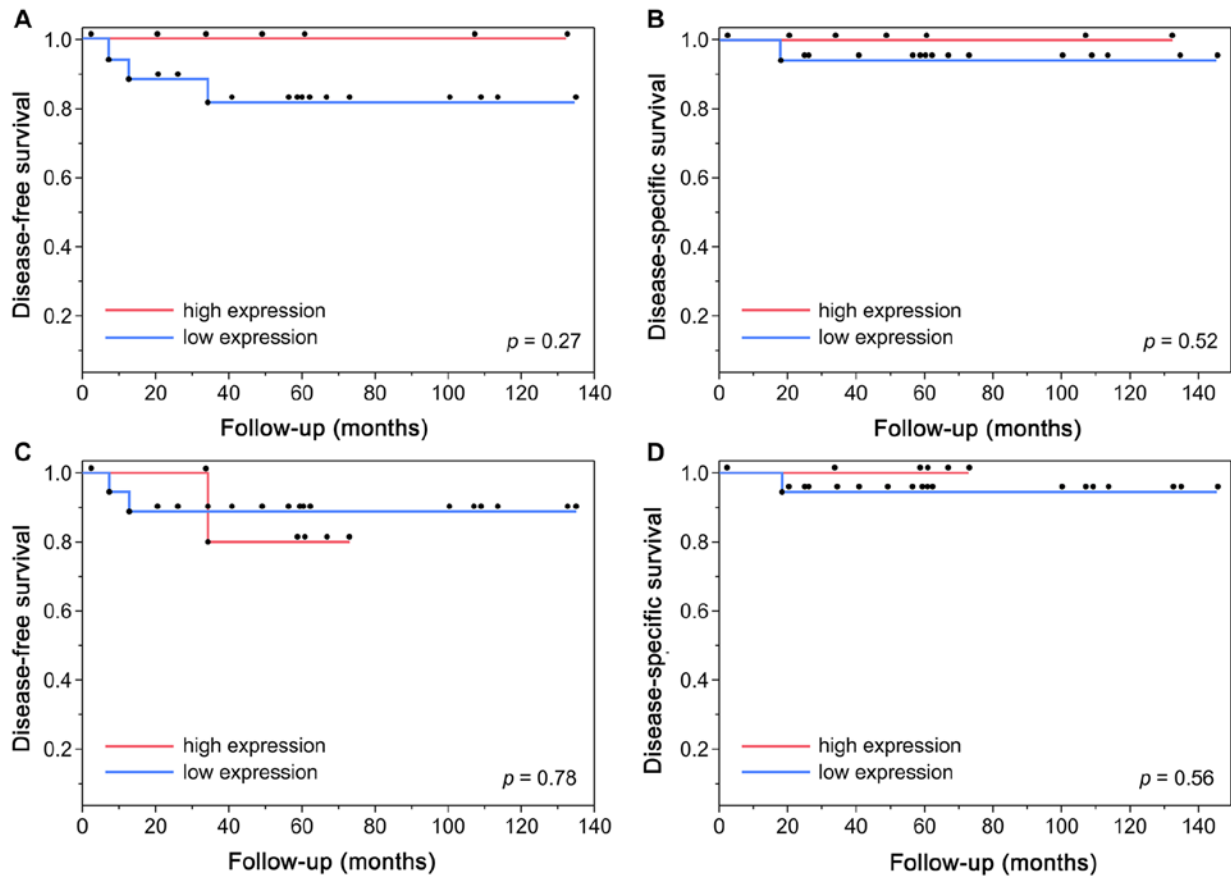 A
Disease-free survival
1.0
0.8
0.6
0.4
0.2
high expression
low expression
p = 0.27
0 20 40 60 80 100 120 140
Follow-up (months)
B
Disease-specific survival
1.0
0.8
0.6
0.4
0.2
high expression
low expression
p = 0.52
0 20 40 60 80 100 120 140
Follow-up (months)
C
Disease-free survival
1.0
0.8
0.6
0.4
0.2
high expression
low expression
p = 0.78
0 20 40 60 80 100 120 140
Follow-up (months)
D
Disease-specific survival
1.0
0.8
0.6
0.4
0.2
high expression
low expression
p = 0.56
0 20 40 60 80 100 120 140
Follow-up (months)